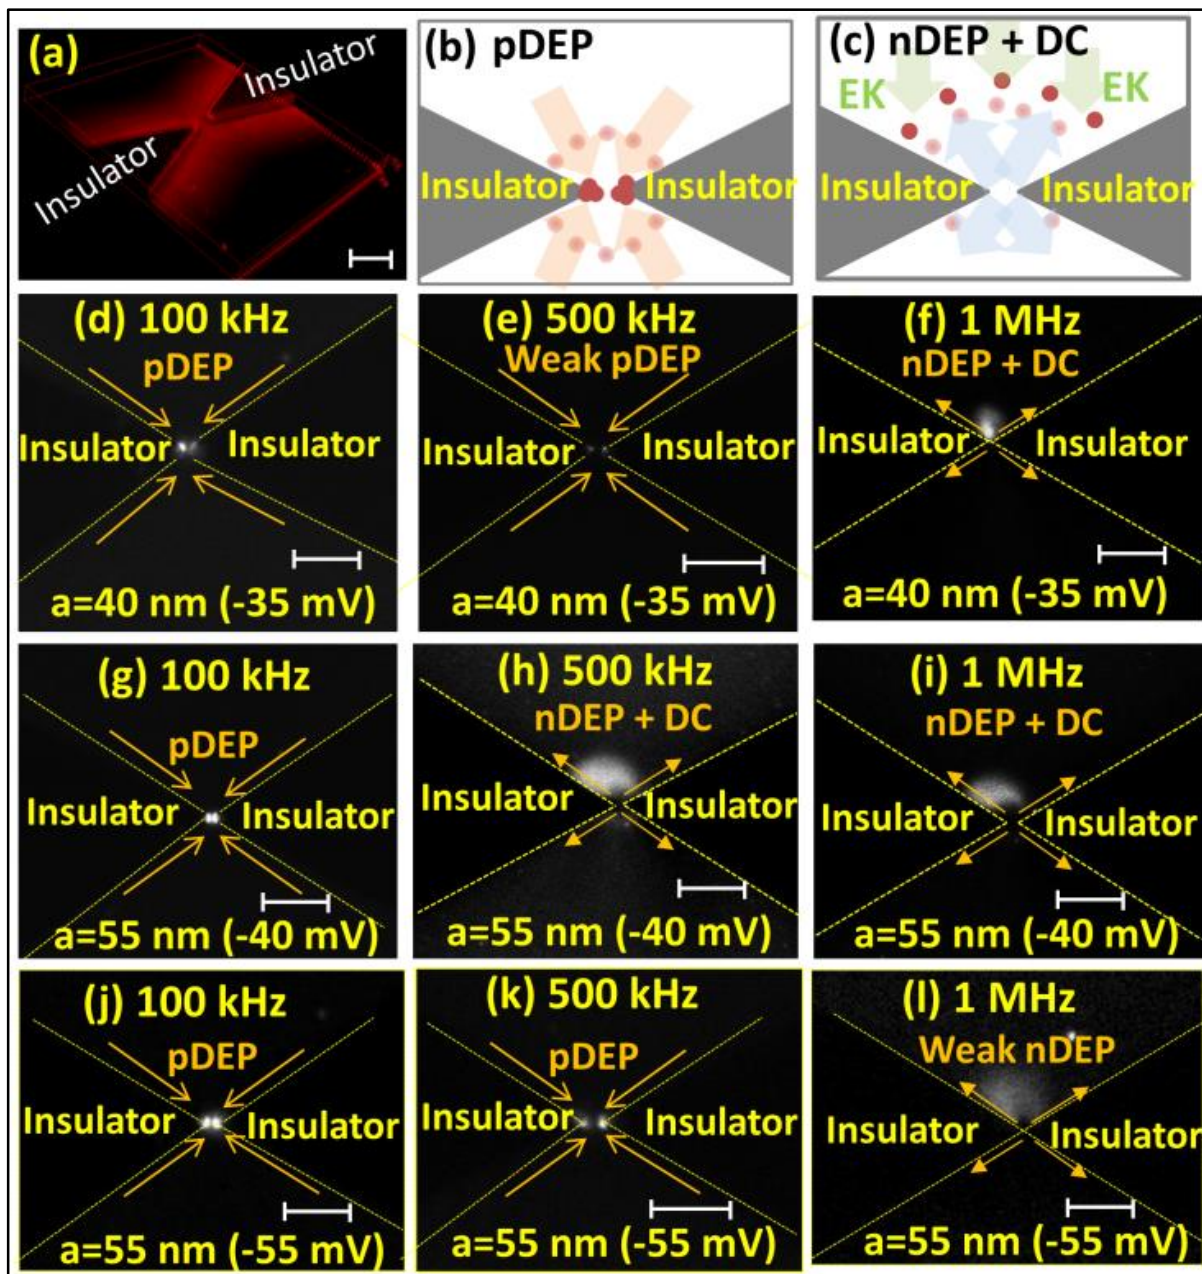 (a)
Insulator
Insulator
(b) pDEP
Insulator Insulator
(c) nDEP + DC
EK EK
Insulator Insulator
(d) 100 kHz
pDEP
Insulator Insulator
a=40 nm (-35 mV)
(e) 500 kHz
Weak pDEP
Insulator Insulator
a=40 nm (-35 mV)
(f) 1 MHz
nDEP + DC
Insulator Insulator
a=40 nm (-35 mV)
(g) 100 kHz
pDEP
Insulator Insulator
a=55 nm (-40 mV)
(h) 500 kHz
nDEP + DC
Insulator Insulator
a=55 nm (-40 mV)
(i) 1 MHz
nDEP + DC
Insulator Insulator
a=55 nm (-40 mV)
(j) 100 kHz
pDEP
Insulator Insulator
a=55 nm (-55 mV)
(k) 500 kHz
pDEP
Insulator Insulator
a=55 nm (-55 mV)
(l) 1 MHz
Weak nDEP
Insulator Insulator
a=55 nm (-55 mV)